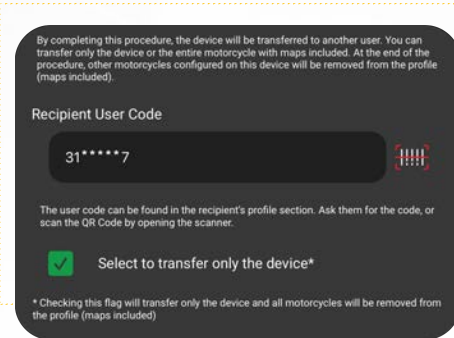 By completing this procedure, the device will be transferred to another user. You can
transfer only the device or the entire motorcycle with maps included. At the end of the
procedure, other motorcycles configured on this device will be removed from the profile
(maps included).
Recipient User Code
31*****7
The user code can be found in the recipient's profile section. Ask them for the code, or
scan the QR Code by opening the scanner.
Select to transfer only the device*
* Checking this flag will transfer only the device and all motorcycles will be removed from
the profile (maps included)